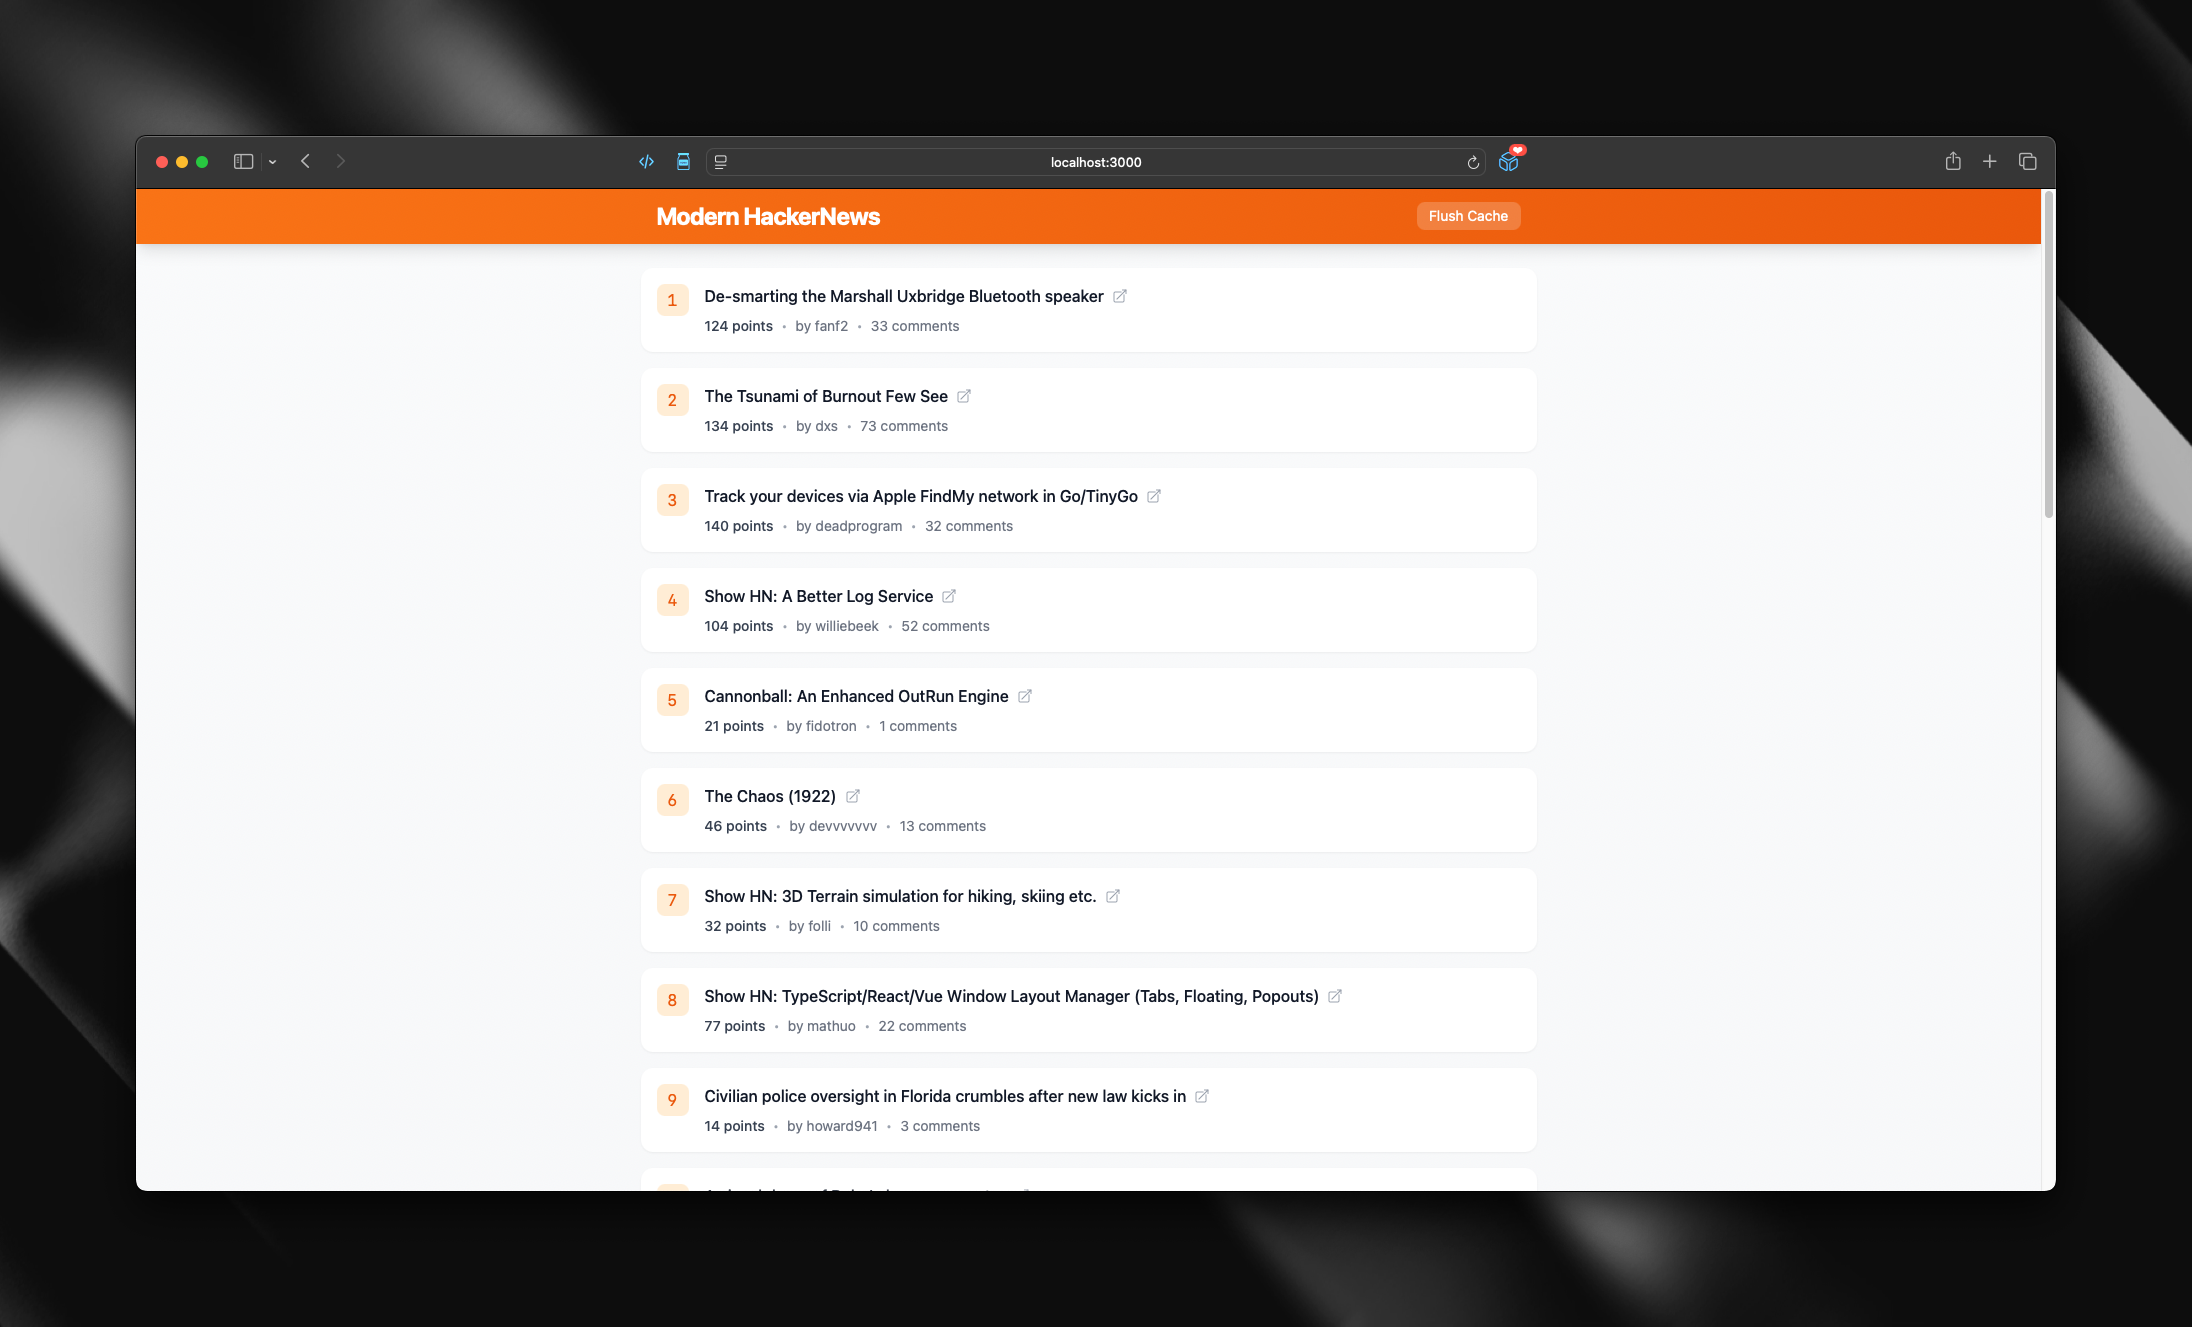 localhost:3000
Modern HackerNews
Flush Cache
1
De-smarting the Marshall Uxbridge Bluetooth speaker
124 points • by fanf2 • 33 comments
2
The Tsunami of Burnout Few See
134 points • by dxs • 73 comments
3
Track your devices via Apple FindMy network in Go/TinyGo
140 points • by deadprogram • 32 comments
4
Show HN: A Better Log Service
104 points • by williebeek • 52 comments
5
Cannonball: An Enhanced OutRun Engine
21 points • by fidotron • 1 comments
6
The Chaos (1922)
46 points • by devvvvvvv • 13 comments
7
Show HN: 3D Terrain simulation for hiking, skiing etc.
32 points • by folli • 10 comments
8
Show HN: TypeScript/React/Vue Window Layout Manager (Tabs, Floating, Popouts)
77 points • by mathuo • 22 comments
9
Civilian police oversight in Florida crumbles after new law kicks in
14 points • by howard941 • 3 comments